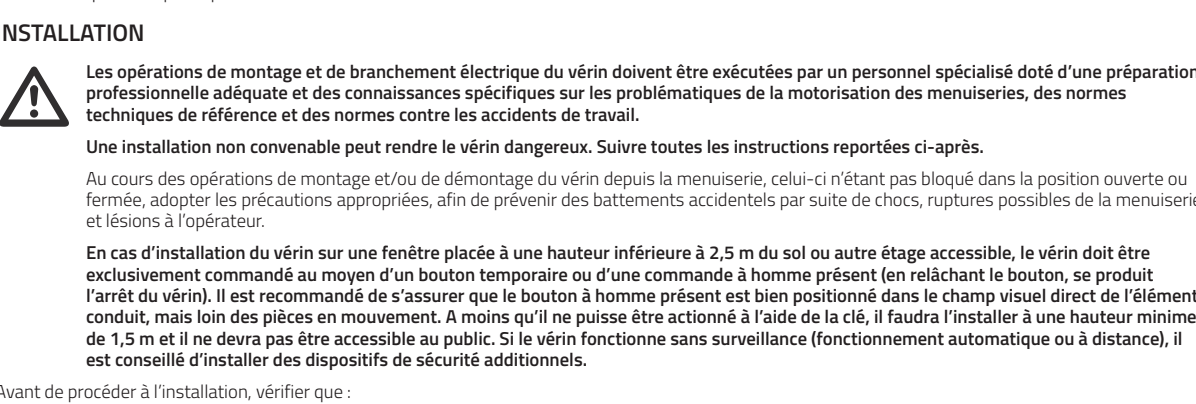 INSTALLATION
Les opérations de montage et de branchement électrique du vérin doivent être exécutées par un personnel spécialisé doté d’une préparation
professionnelle adéquate et des connaissances spécifiques sur les problématiques de la motorisation des menuiseries, des normes
techniques de référence et des normes contre les accidents de travail.
Une installation non convenable peut rendre le vérin dangereux. Suivre toutes les instructions reportées ci-après.
Au cours des opérations de montage et/ou de démontage du vérin depuis la menuiserie, celui-ci n’étant pas bloqué dans la position ouverte ou
fermée, adopter les précautions appropriées, afin de prévenir des battements accidentels par suite de chocs, ruptures possibles de la menuiserie
et lésions à l’opérateur.
En cas d’installation du vérin sur une fenêtre placée à une hauteur inférieure à 2,5 m du sol ou autre étage accessible, le vérin doit être
exclusivement commandé au moyen d’un bouton temporaire ou d’une commande à homme présent (en relâchant le bouton, se produit
l’arrêt du vérin). Il est recommandé de s’assurer que le bouton à homme présent est bien positionné dans le champ visuel direct de l’élément
conduit, mais loin des pièces en mouvement. A moins qu’il ne puisse être actionné à l’aide de la clé, il faudra l’installer à une hauteur minime
de 1,5 m et il ne devra pas être accessible au public. Si le vérin fonctionne sans surveillance (fonctionnement automatique ou à distance), il
est conseillé d’installer des dispositifs de sécurité additionnels.
Avant de procéder à l’installation, vérifier que :